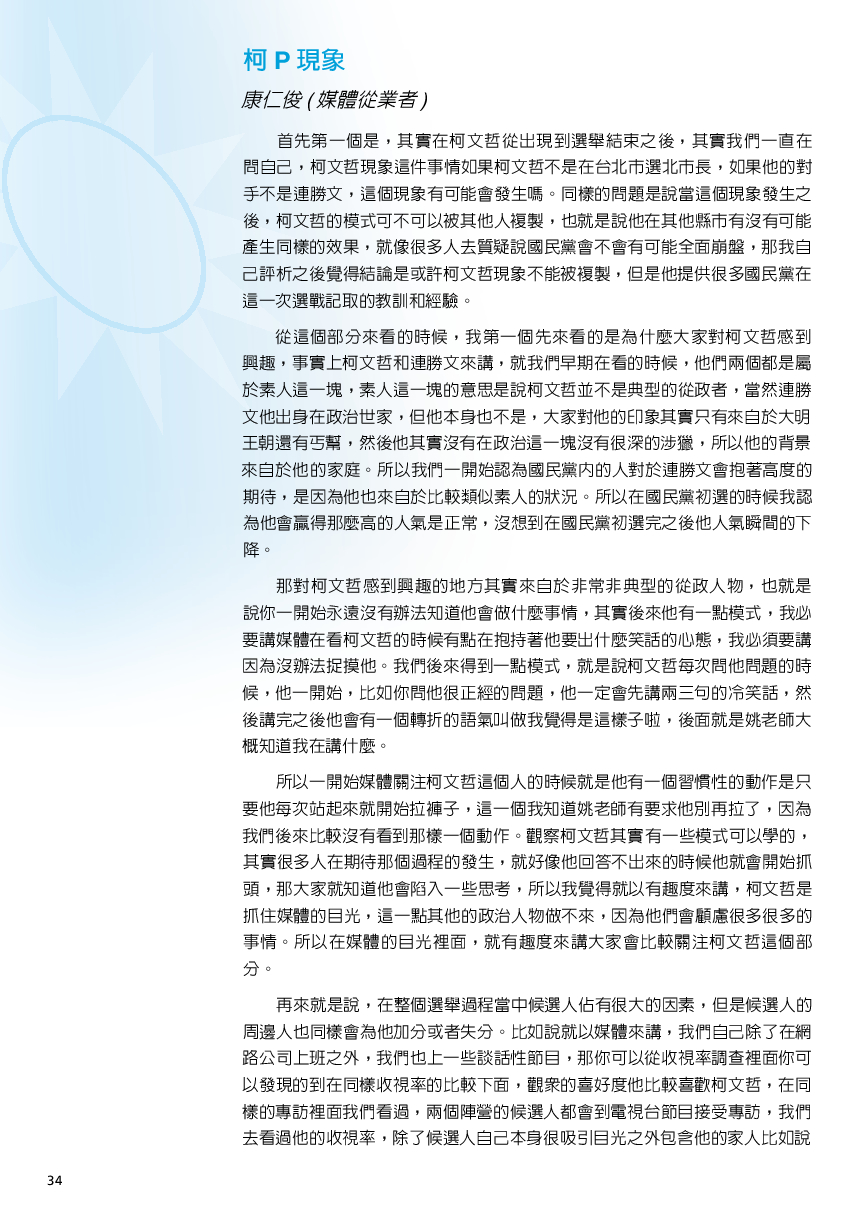 柯 P 現象
康仁俊 ( 媒體從業者 )
首先第一個是，其實在柯文哲從出現到選舉結束之後，其實我們一直在
問自己，柯文哲現象這件事情如果柯文哲不是在台北市選北市長，如果他的對
手不是連勝文，這個現象有可能會發生嗎。同樣的問題是說當這個現象發生之
後，柯文哲的模式可不可以被其他人複製，也就是說他在其他縣市有沒有可能
產生同樣的效果，就像很多人去質疑說國民黨會不會有可能全面崩盤，那我自
己評析之後覺得結論是或許柯文哲現象不能被複製，但是他提供很多國民黨在
這一次選戰記取的教訓和經驗。
從這個部分來看的時候，我第一個先來看的是為什麼大家對柯文哲感到
興趣，事實上柯文哲和連勝文來講，就我們早期在看的時候，他們兩個都是屬
於素人這一塊，素人這一塊的意思是說柯文哲並不是典型的從政者，當然連勝
文他出身在政治世家，但他本身也不是，大家對他的印象其實只有來自於大明
王朝還有丐幫，然後他其實沒有在政治這一塊沒有很深的涉獵，所以他的背景
來自於他的家庭。所以我們一開始認為國民黨內的人對於連勝文會抱著高度的
期待，是因為他也來自於比較類似素人的狀況。所以在國民黨初選的時候我認
為他會贏得那麼高的人氣是正常，沒想到在國民黨初選完之後他人氣瞬間的下
降。
那對柯文哲感到興趣的地方其實來自於非常非典型的從政人物，也就是
說你一開始永遠沒有辦法知道他會做什麼事情，其實後來他有一點模式，我必
要講媒體在看柯文哲的時候有點在抱持著他要出什麼笑話的心態，我必須要講
因為沒辦法捉摸他。我們後來得到一點模式，就是說柯文哲每次問他問題的時
候，他一開始，比如你問他很正經的問題，他一定會先講兩三句的冷笑話，然
後講完之後他會有一個轉折的語氣叫做我覺得是這樣子啦，後面就是姚老師大
概知道我在講什麼。
所以一開始媒體關注柯文哲這個人的時候就是他有一個習慣性的動作是只
要他每次站起來就開始拉褲子，這一個我知道姚老師有要求他別再拉了，因為
我們後來比較沒有看到那樣一個動作。觀察柯文哲其實有一些模式可以學的，
其實很多人在期待那個過程的發生，就好像他回答不出來的時候他就會開始抓
頭，那大家就知道他會陷入一些思考，所以我覺得就以有趣度來講，柯文哲是
抓住媒體的目光，這一點其他的政治人物做不來，因為他們會顧慮很多很多的
事情。所以在媒體的目光裡面，就有趣度來講大家會比較關注柯文哲這個部
分。
再來就是說，在整個選舉過程當中候選人佔有很大的因素，但是候選人的
周邊人也同樣會為他加分或者失分。比如說就以媒體來講，我們自己除了在網
路公司上班之外，我們也上一些談話性節目，那你可以從收視率調查裡面你可
以發現的到在同樣收視率的比較下面，觀眾的喜好度他比較喜歡柯文哲，在同
樣的專訪裡面我們看過，兩個陣營的候選人都會到電視台節目接受專訪，我們
去看過他的收視率，除了候選人自己本身很吸引目光之外包含他的家人比如說
34